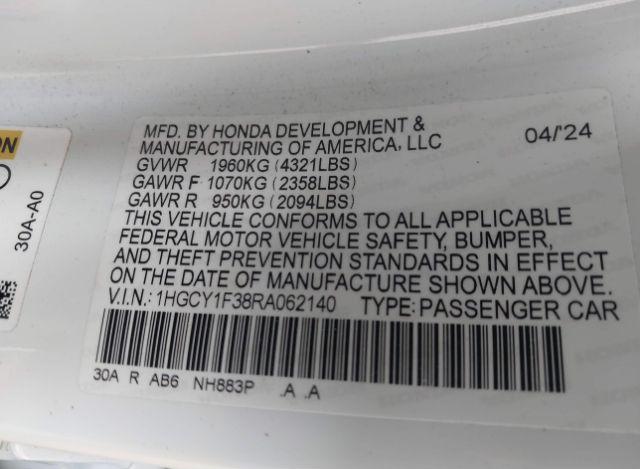 ON
30A-A0
MFD. BY HONDA DEVELOPMENT &
MANUFACTURING OF AMERICA, LLC
04/'24
GVWR 1960KG (4321LBS)
GAWR F 1070KG (2358LBS)
GAWR R 950KG (2094LBS)
THIS VEHICLE CONFORMS TO ALL APPLICABLE
FEDERAL MOTOR VEHICLE SAFETY, BUMPER,
AND THEFT PREVENTION STANDARDS IN EFFECT
ON THE DATE OF MANUFACTURE SHOWN ABOVE.
V.I.N.: 1HGCY1F38RA062140 TYPE: PASSENGER CAR
30A R AB6 NH883P .A .A